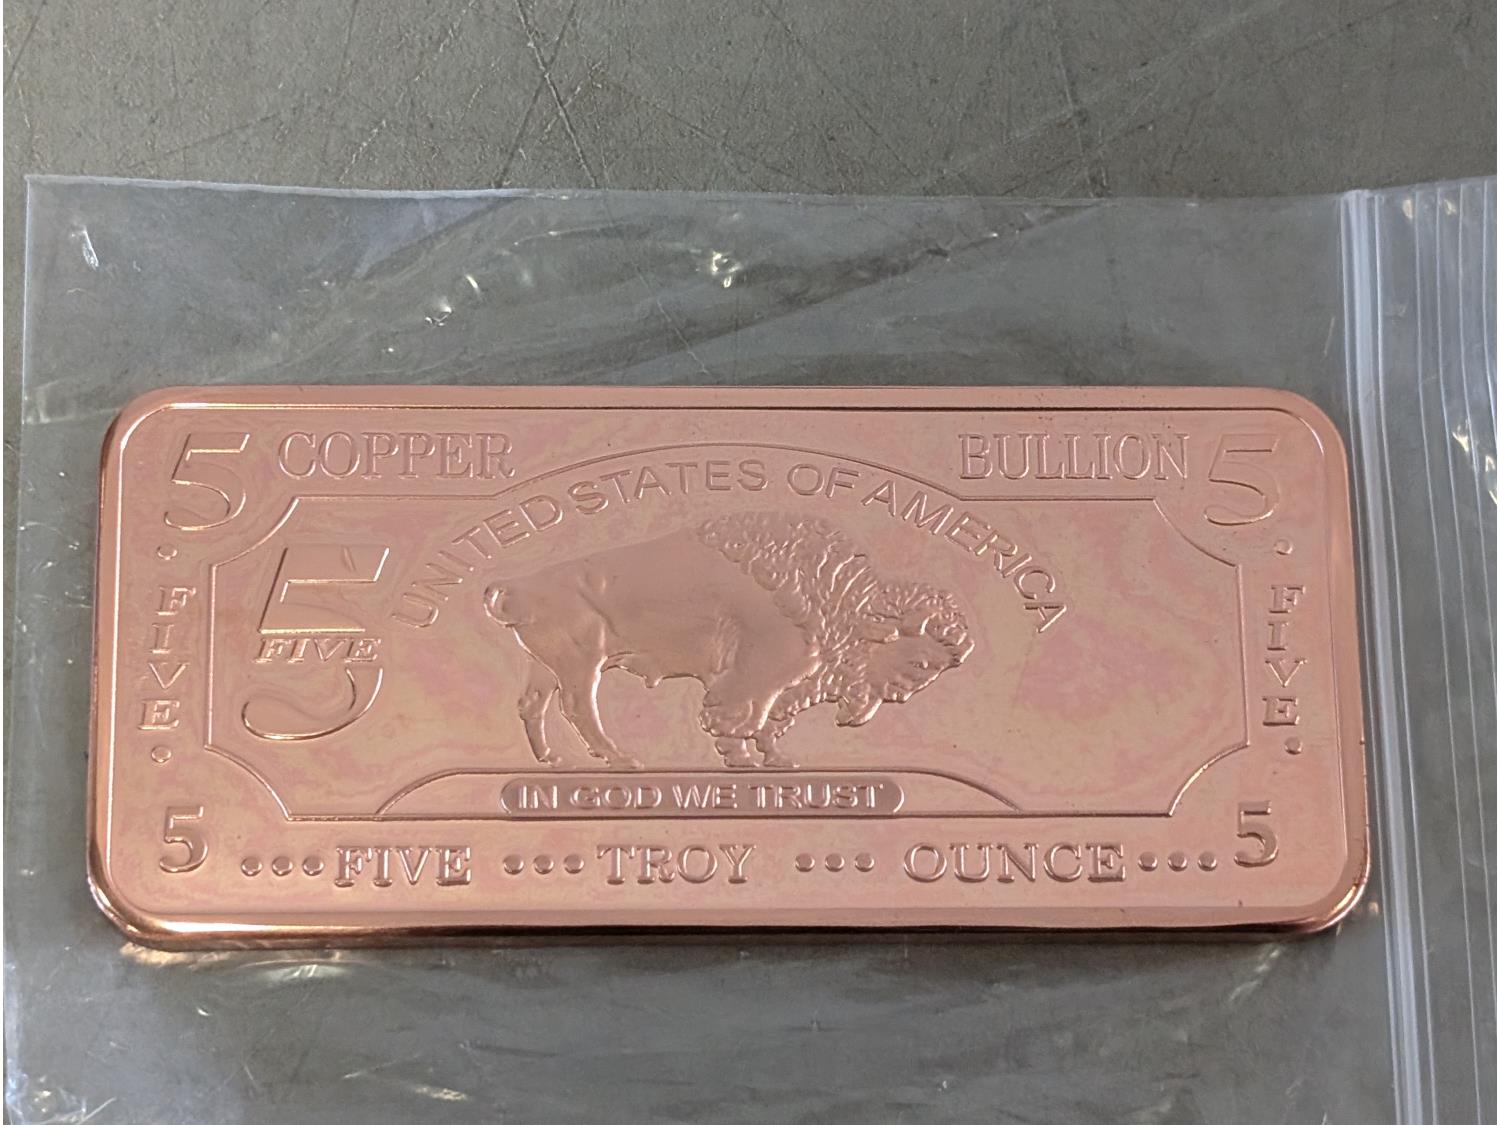 5 COPPER BULLION 5
UNITED STATES OF AMERICA
5
FIVE
• FIVE •
• FIVE •
IN GOD WE TRUST
5 •••FIVE •••TROY ••• OUNCE••• 5